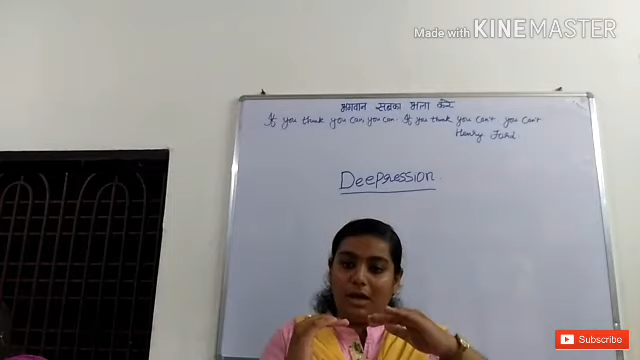 Made with KINEMASTER
भगवान सबका भला करे
If you think you can, you can. If you think you can't you can't
Henry Ford.
Deepression.
Subscribe